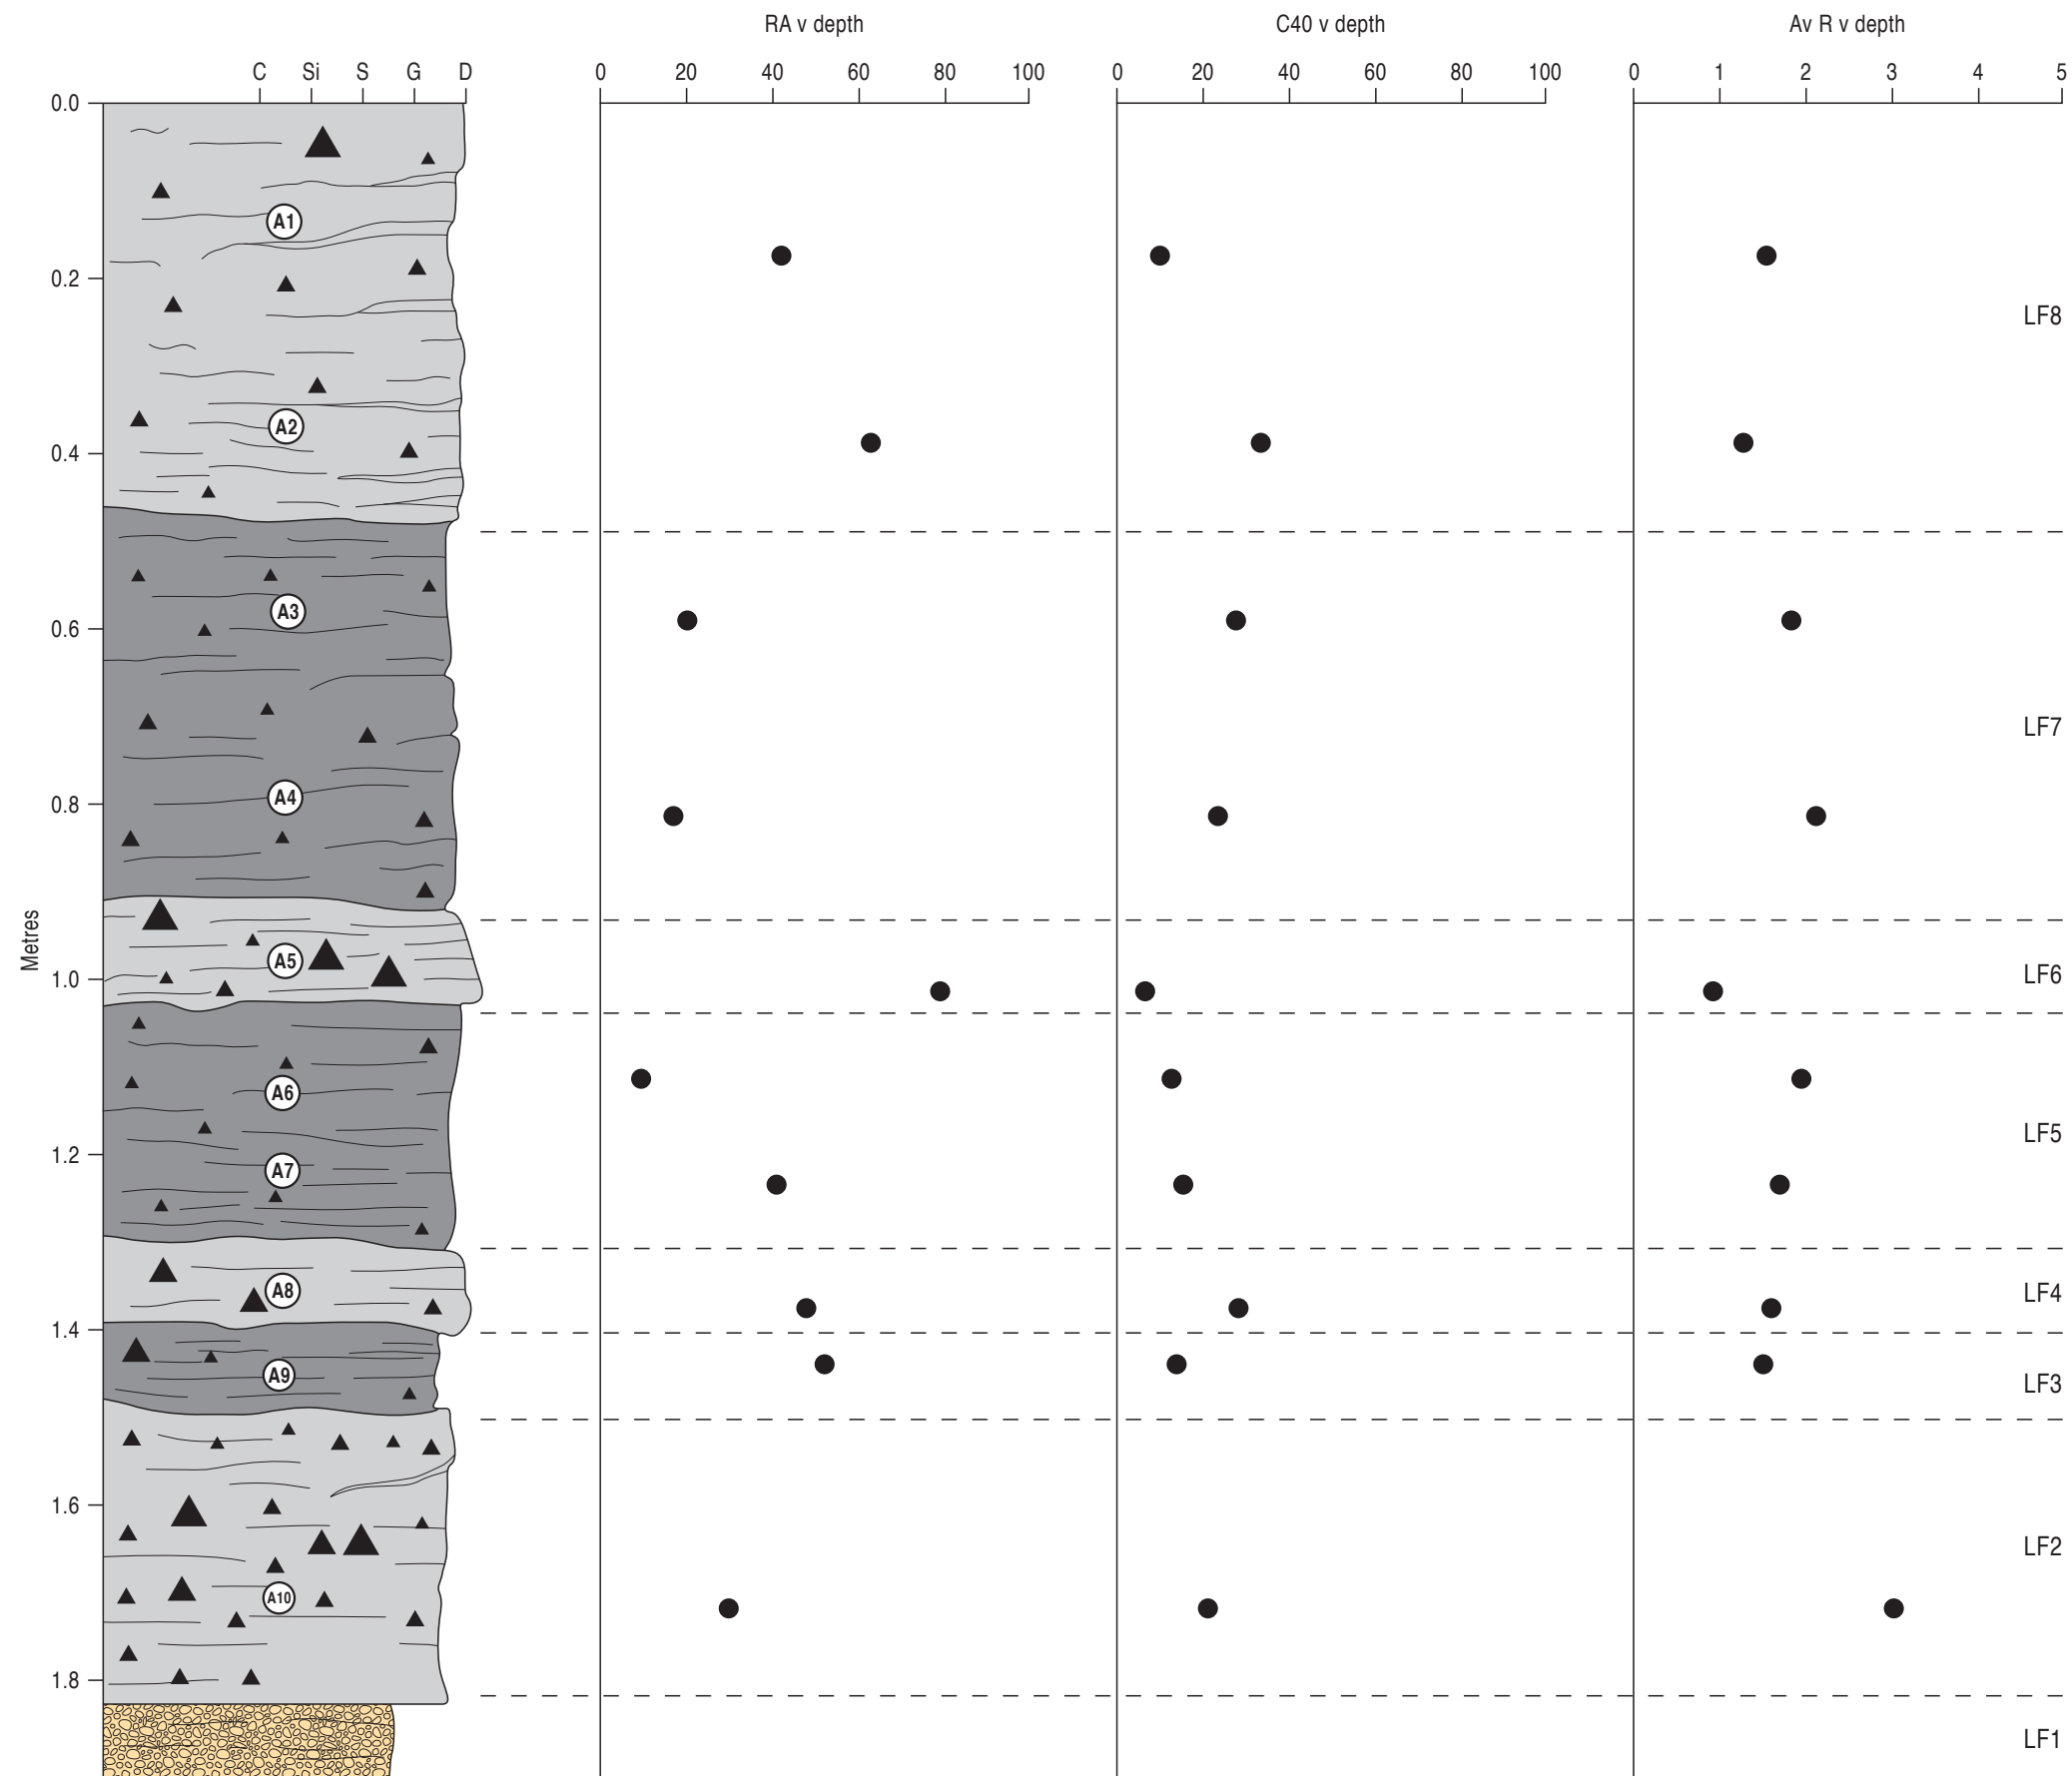 RA v depth C40 v depth Av R v depth
C Si S G D 0 20 40 60 80 100 0 20 40 60 80 100 0 1 2 3 4 5
0.0
A1
0.2
LF8
A2
0.4
A3
0.6
LF7
A4
0.8
Metres
A5
LF6
1.0
A6
LF5
1.2
A7
A8
LF4
1.4
A9
LF3
LF2
1.6
A10
1.8
LF1